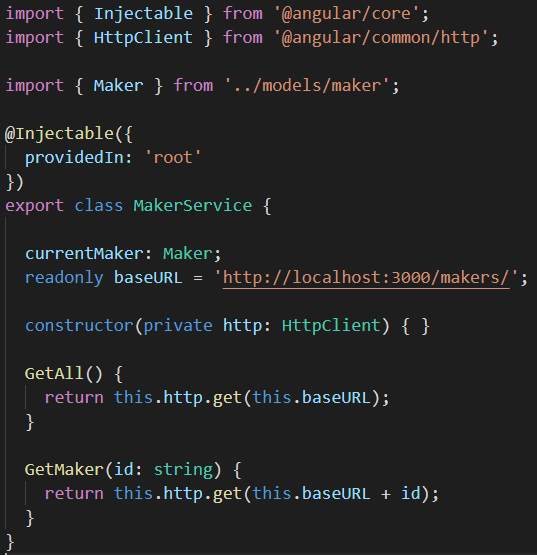 import { Injectable } from '@angular/core';
import { HttpClient } from '@angular/common/http';
import { Maker } from '../models/maker';
@Injectable({
  providedIn: 'root'
})
export class MakerService {
  currentMaker: Maker;
  readonly baseURL = 'http://localhost:3000/makers/';
  constructor(private http: HttpClient) { }
  GetAll() {
    return this.http.get(this.baseURL);
  }
  GetMaker(id: string) {
    return this.http.get(this.baseURL + id);
  }
}